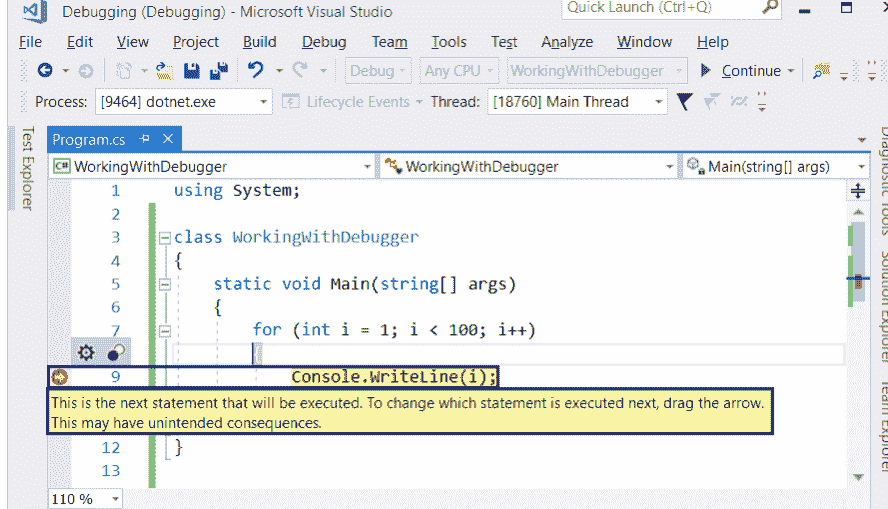 Debugging (Debugging) - Microsoft Visual Studio
Quick Launch (Ctrl+Q)
File Edit View Project Build Debug Team Tools Test Analyze Window Help
Debug Any CPU WorkingWithDebugger Continue
Process: [9464] dotnet.exe Lifecycle Events Thread: [18760] Main Thread
Test Explorer
Program.cs
C# WorkingWithDebugger WorkingWithDebugger Main(string[] args)
1 using System;
2
3 class WorkingWithDebugger
4 {
5 static void Main(string[] args)
6 {
7 for (int i = 1; i < 100; i++)
{
9 Console.WriteLine(i);
This is the next statement that will be executed. To change which statement is executed next, drag the arrow.
This may have unintended consequences.
12 }
13
110 %
Diagnostic Tools
Solution Explorer
Team Explorer